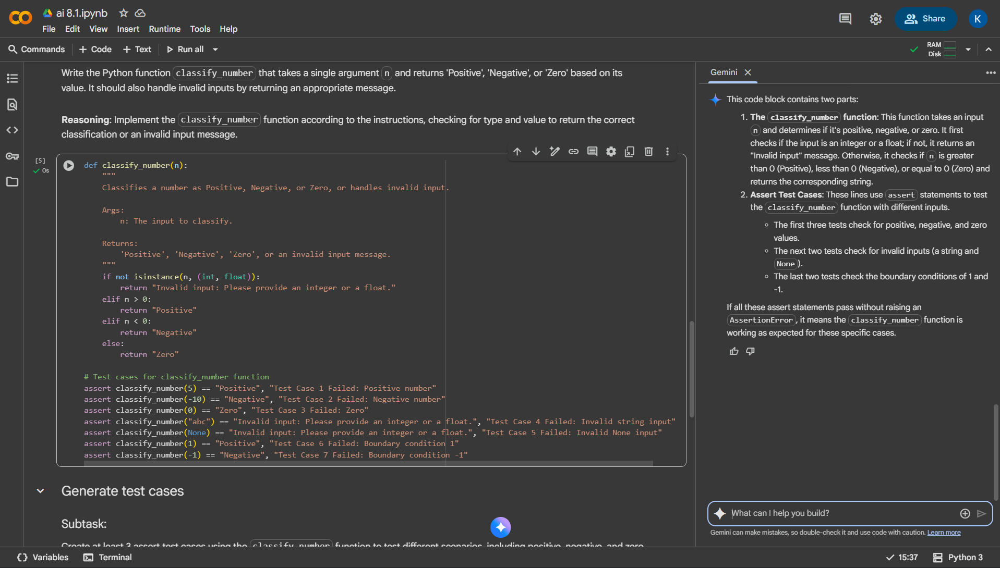 ai 8.1.ipynb
File Edit View Insert Runtime Tools Help
Share
K
Commands + Code + Text Run all
RAM
Disk
Write the Python function classify_number that takes a single argument n and returns 'Positive', 'Negative', or 'Zero' based on its
value. It should also handle invalid inputs by returning an appropriate message.
Reasoning: Implement the classify_number function according to the instructions, checking for type and value to return the correct
classification or an invalid input message.
[5]
0s
def classify_number(n):
    """
    Classifies a number as Positive, Negative, or Zero, or handles invalid input.
    Args:
        n: The input to classify.
    Returns:
        'Positive', 'Negative', 'Zero', or an invalid input message.
    """
    if not isinstance(n, (int, float)):
        return "Invalid input: Please provide an integer or a float."
    elif n > 0:
        return "Positive"
    elif n < 0:
        return "Negative"
    else:
        return "Zero"
# Test cases for classify_number function
assert classify_number(5) == "Positive", "Test Case 1 Failed: Positive number"
assert classify_number(-10) == "Negative", "Test Case 2 Failed: Negative number"
assert classify_number(0) == "Zero", "Test Case 3 Failed: Zero"
assert classify_number("abc") == "Invalid input: Please provide an integer or a float.", "Test Case 4 Failed: Invalid string input"
assert classify_number(None) == "Invalid input: Please provide an integer or a float.", "Test Case 5 Failed: Invalid None input"
assert classify_number(1) == "Positive", "Test Case 6 Failed: Boundary condition 1"
assert classify_number(-1) == "Negative", "Test Case 7 Failed: Boundary condition -1"
Generate test cases
Subtask:
Create at least 3 assert test cases using the classify_number function to test different scenarios, including positive, negative, and zero
Gemini
This code block contains two parts:
1. The classify_number function: This function takes an input
n and determines if it's positive, negative, or zero. It first
checks if the input is an integer or a float; if not, it returns an
"Invalid input" message. Otherwise, it checks if n is greater
than 0 (Positive), less than 0 (Negative), or equal to 0 (Zero) and
returns the corresponding string.
2. Assert Test Cases: These lines use assert statements to test
the classify_number function with different inputs.
The first three tests check for positive, negative, and zero
values.
The next two tests check for invalid inputs (a string and
None).
The last two tests check the boundary conditions of 1 and
-1.
If all these assert statements pass without raising an
AssertionError, it means the classify_number function is
working as expected for these specific cases.
What can I help you build?
Gemini can make mistakes, so double-check it and use code with caution. Learn more
Variables Terminal
15:37 Python 3